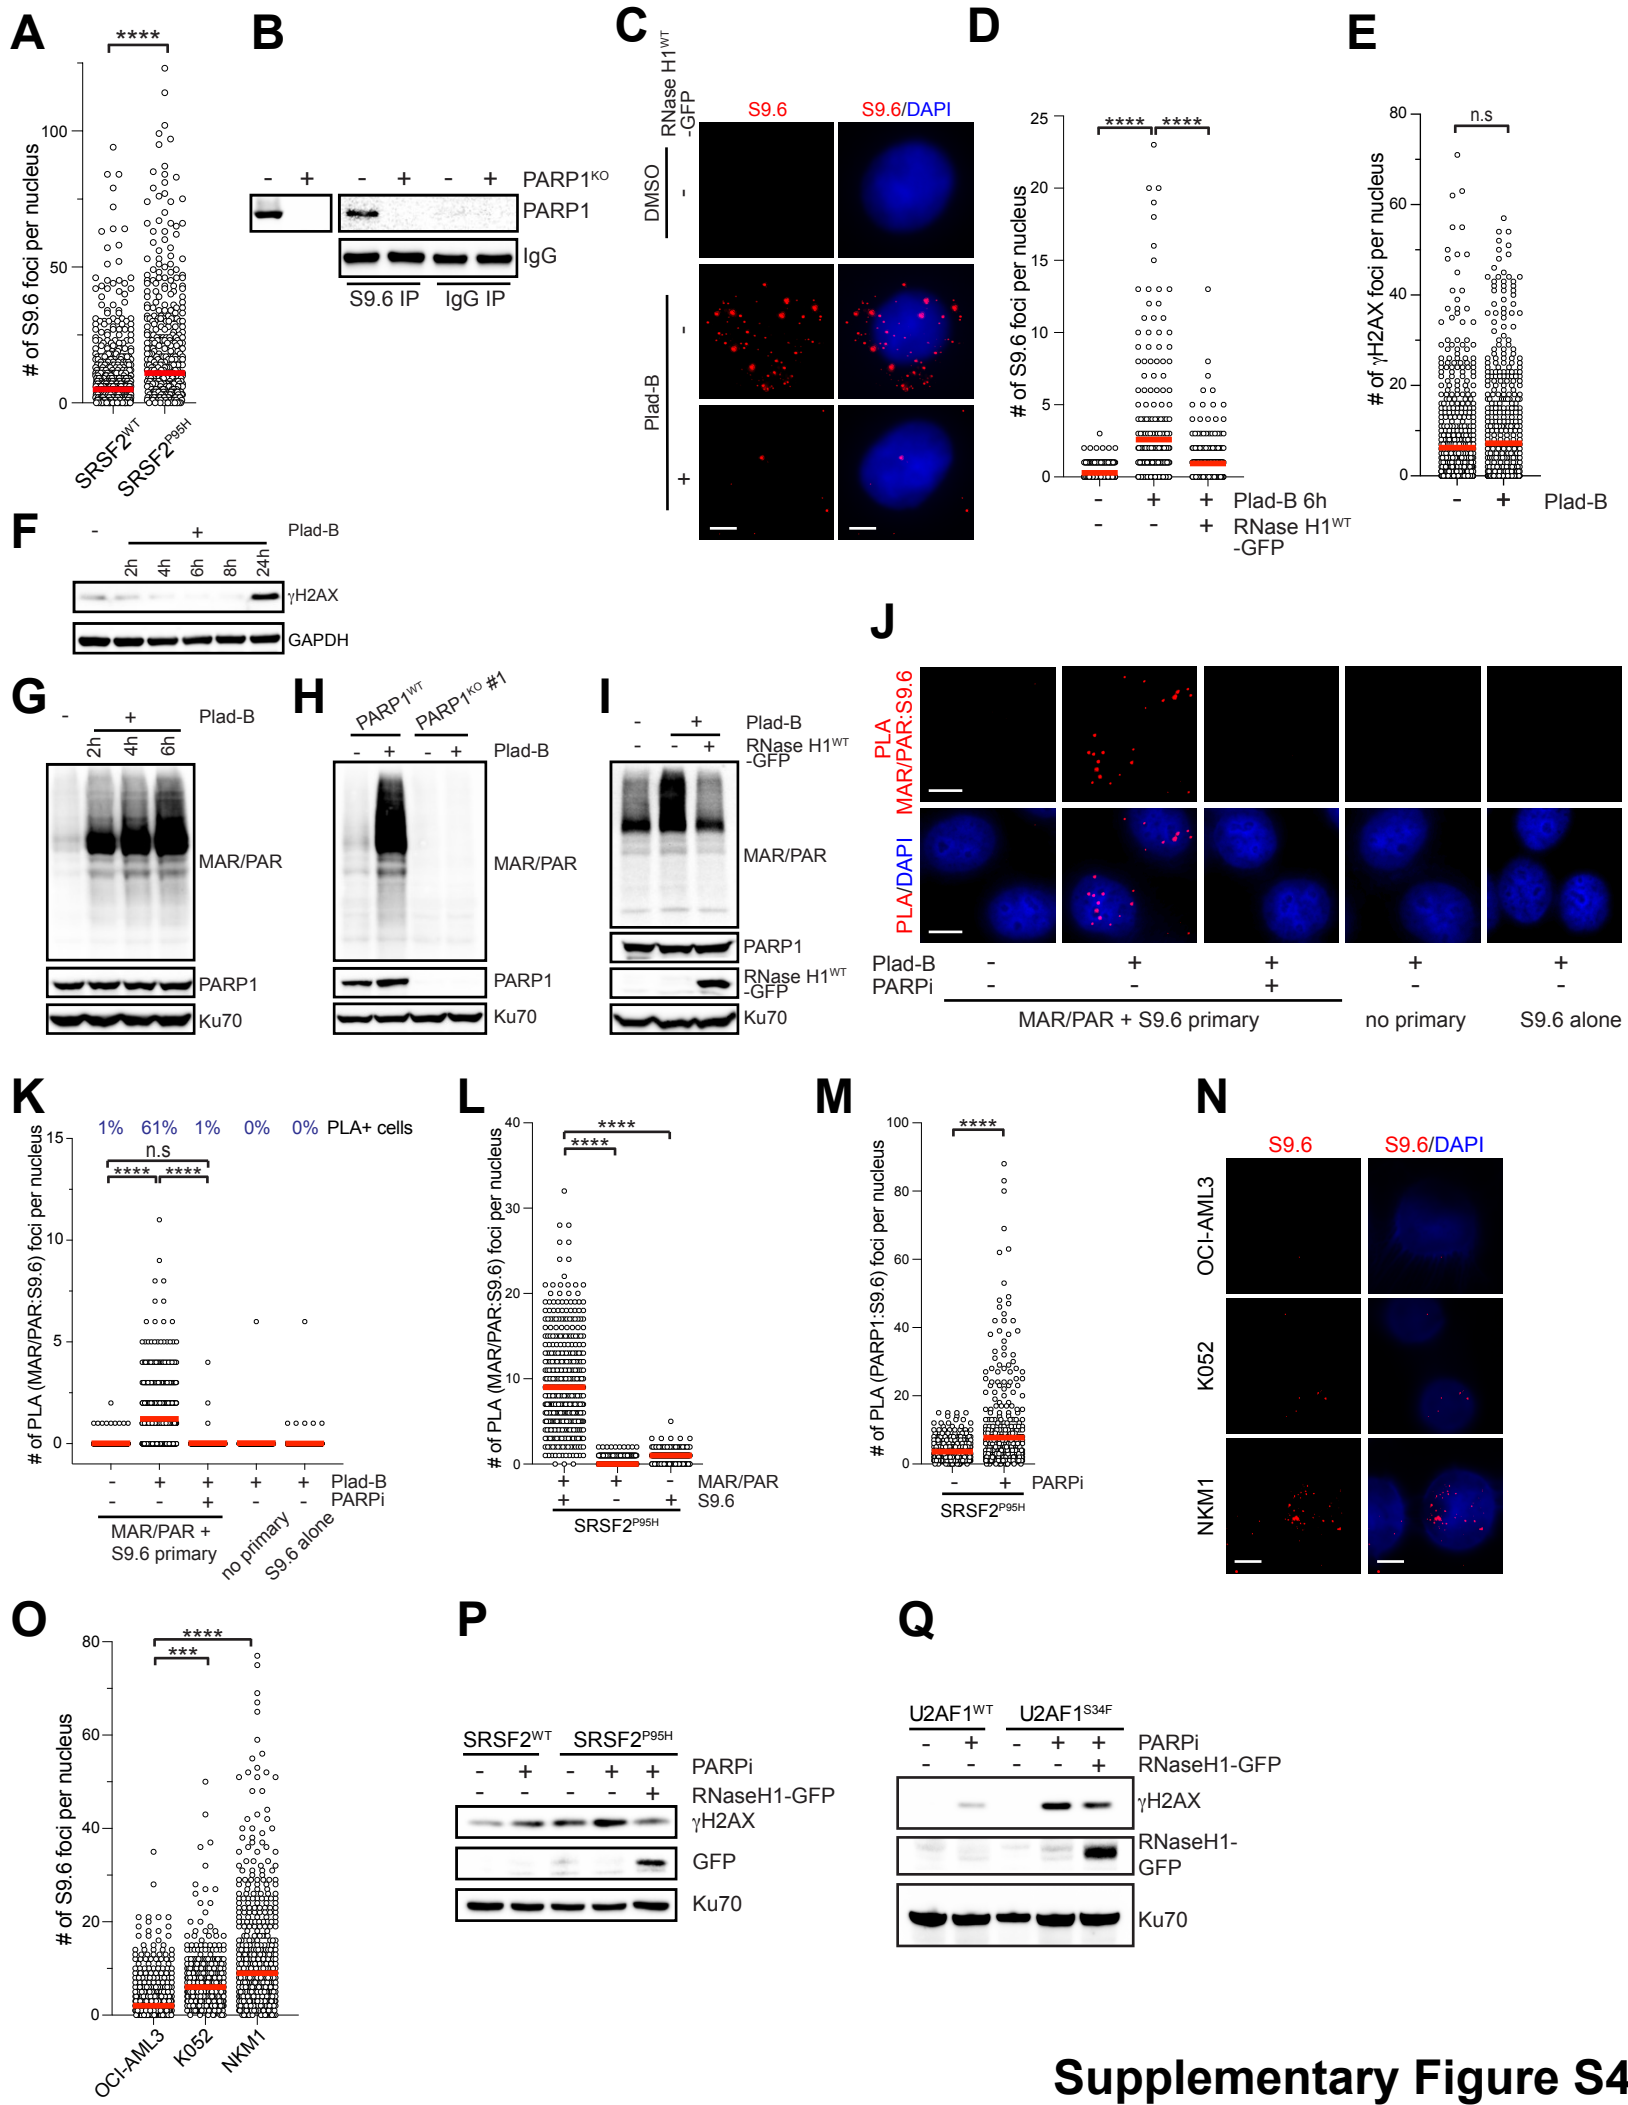 A
****
# of S9.6 foci per nucleus
100
50
0
SRSF2WT
SRSF2P95H
B
- + - + - + PARP1KO
PARP1
IgG
S9.6 IP IgG IP
C
RNase H1WT
-GFP
S9.6 S9.6/DAPI
DMSO
-
Plad-B
-
+
D
**** ****
# of S9.6 foci per nucleus
25
20
15
10
5
0
- + + Plad-B 6h
- - + RNase H1WT
-GFP
E
n.s
# of γH2AX foci per nucleus
80
60
40
20
0
- + Plad-B
F
- + Plad-B
2h 4h 6h 8h 24h
γH2AX
GAPDH
G
- + Plad-B
2h 4h 6h
MAR/PAR
PARP1
Ku70
H
PARP1WT PARP1KO #1
- + - + Plad-B
MAR/PAR
PARP1
Ku70
I
- + Plad-B
- - + RNase H1WT
-GFP
MAR/PAR
PARP1
RNase H1WT
-GFP
Ku70
J
PLA
MAR/PAR:S9.6
PLA/DAPI
Plad-B - + + + +
PARPi - - + - -
MAR/PAR + S9.6 primary no primary S9.6 alone
K
1% 61% 1% 0% 0% PLA+ cells
n.s
**** ****
# of PLA (MAR/PAR:S9.6) foci per nucleus
15
10
5
0
- + + + + Plad-B
- - + - - PARPi
MAR/PAR +
S9.6 primary
no primary
S9.6 alone
L
****
****
# of PLA (MAR/PAR:S9.6) foci per nucleus
40
30
20
10
0
+ + - MAR/PAR
+ - + S9.6
SRSF2P95H
M
****
# of PLA (PARP1:S9.6) foci per nucleus
100
80
60
40
20
0
- + PARPi
SRSF2P95H
N
S9.6 S9.6/DAPI
OCI-AML3
K052
NKM1
O
****
***
# of S9.6 foci per nucleus
80
60
40
20
0
OCI-AML3
K052
NKM1
P
SRSF2WT SRSF2P95H
- + - + + PARPi
- - - - + RNaseH1-GFP
γH2AX
GFP
Ku70
Q
U2AF1WT U2AF1S34F
- + - + + PARPi
- - - - + RNaseH1-GFP
γH2AX
RNaseH1-
GFP
Ku70
Supplementary Figure S4